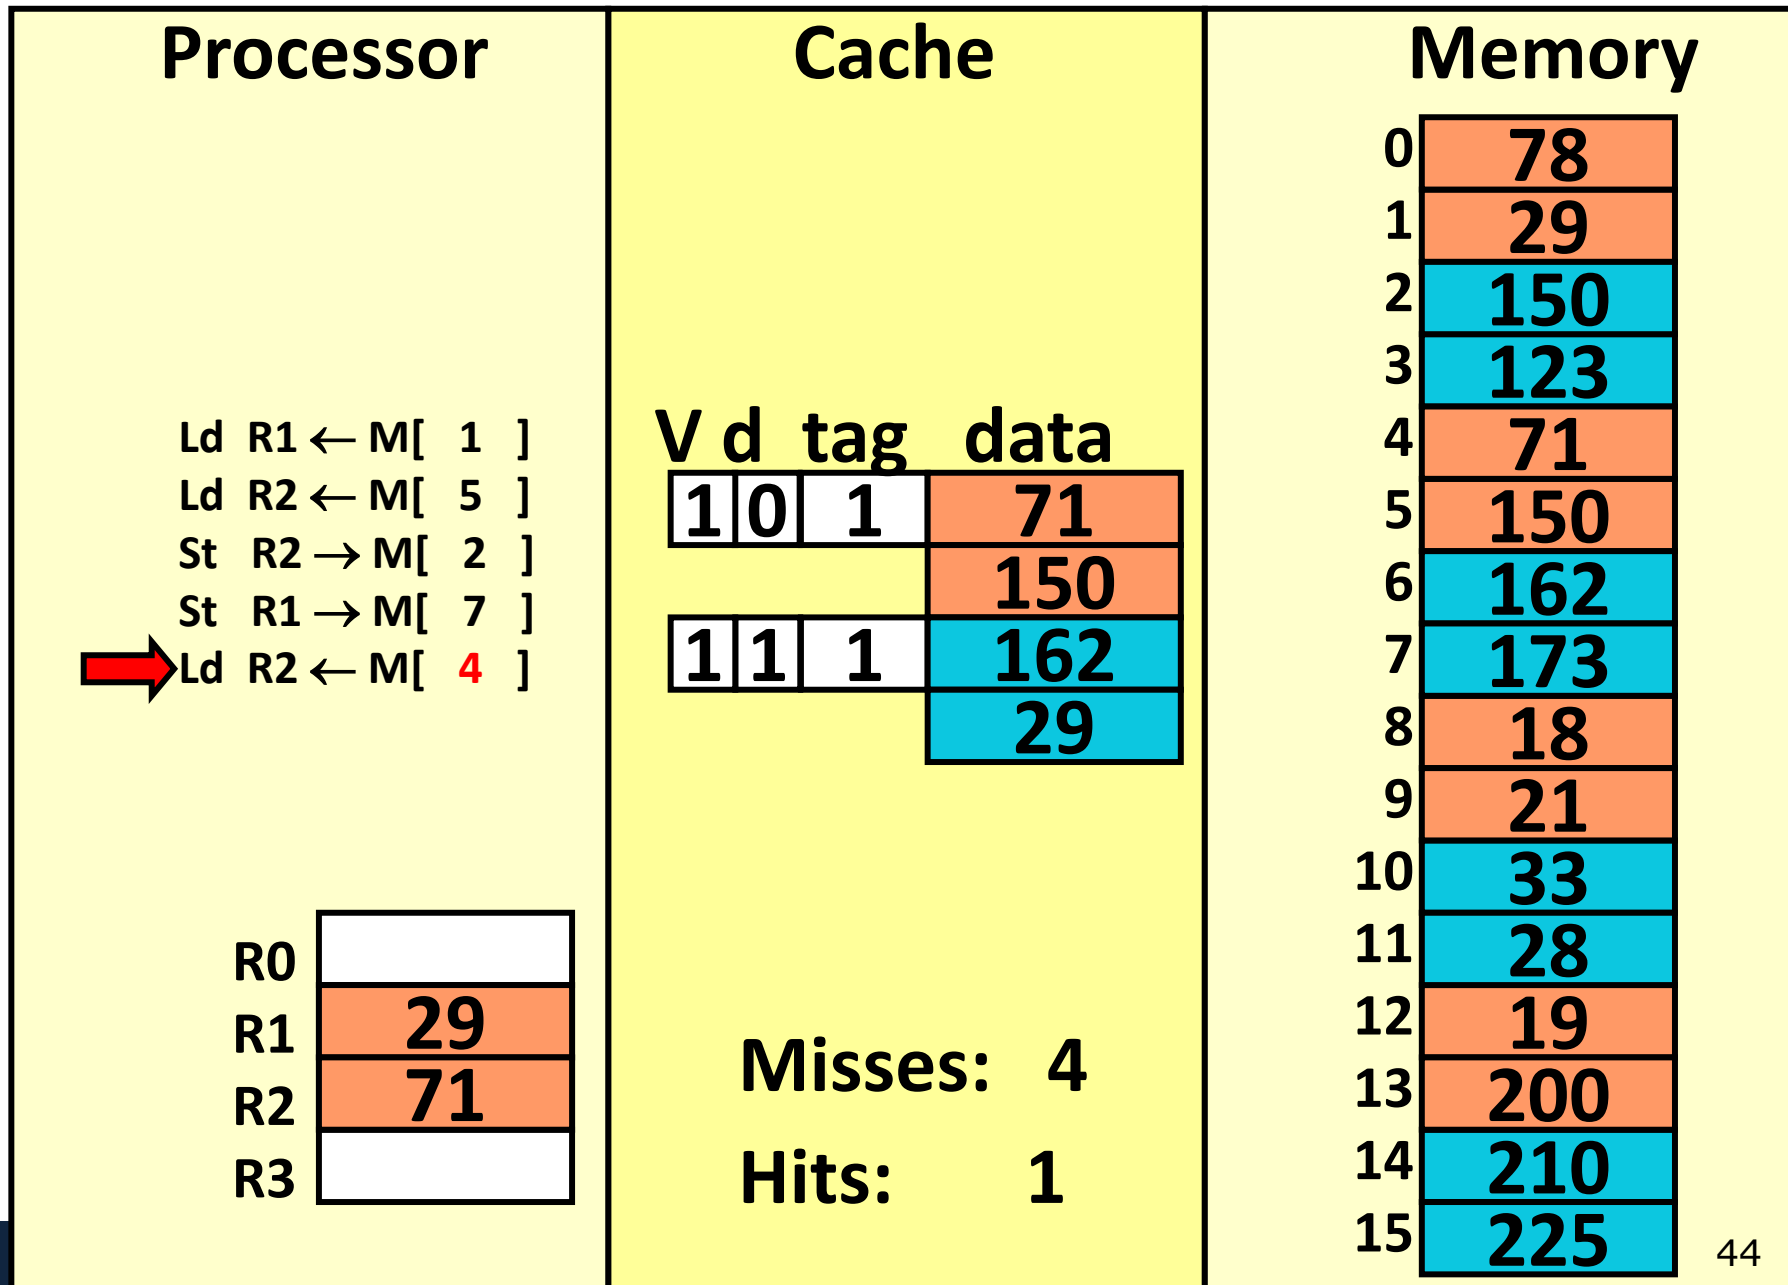 Processor
Cache
Memory
Ld R1 ← M[ 1 ]
Ld R2 ← M[ 5 ]
St R2 → M[ 2 ]
St R1 → M[ 7 ]
Ld R2 ← M[ 4 ]
R0
R1 29
R2 71
R3
V d tag data
1 0 1 71
150
1 1 1 162
29
Misses: 4
Hits: 1
0 78
1 29
2 150
3 123
4 71
5 150
6 162
7 173
8 18
9 21
10 33
11 28
12 19
13 200
14 210
15 225
44